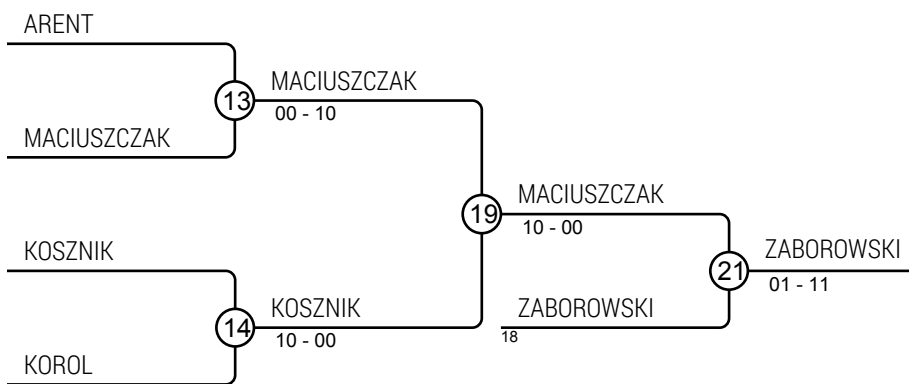 ARENT
13
MACIUSZCZAK
00 - 10
MACIUSZCZAK
19
MACIUSZCZAK
10 - 00
KOSZNIK
21
ZABOROWSKI
01 - 11
14
KOSZNIK
10 - 00
ZABOROWSKI
18
KOROL